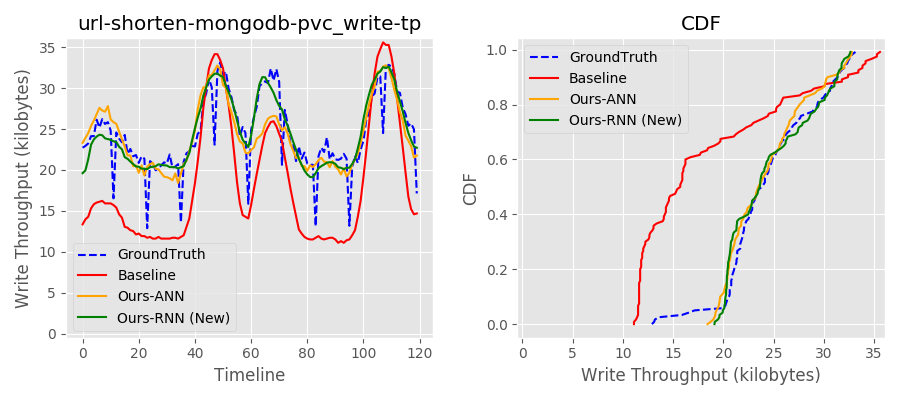 url-shorten-mongodb-pvc_write-tp
Write Throughput (kilobytes)
35
30
25
20
15
10
5
0
GroundTruth
Baseline
Ours-ANN
Ours-RNN (New)
0 20 40 60 80 100 120
Timeline
CDF
CDF
1.0
0.8
0.6
0.4
0.2
0.0
GroundTruth
Baseline
Ours-ANN
Ours-RNN (New)
0 5 10 15 20 25 30 35
Write Throughput (kilobytes)